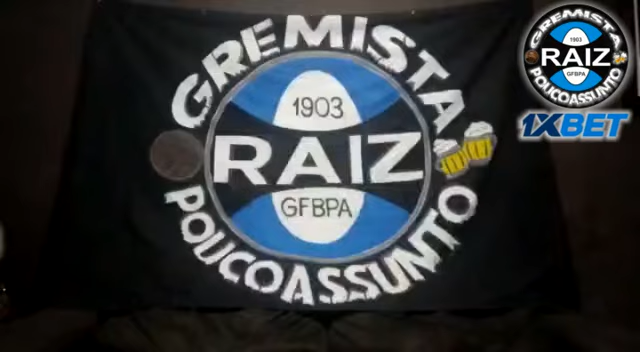 GREMISTA
1903
RAIZ
GFBPA
POUCOASSUNTO
GREMISTA
1903
RAIZ
GFBPA
POUCOASSUNTO
1XBET